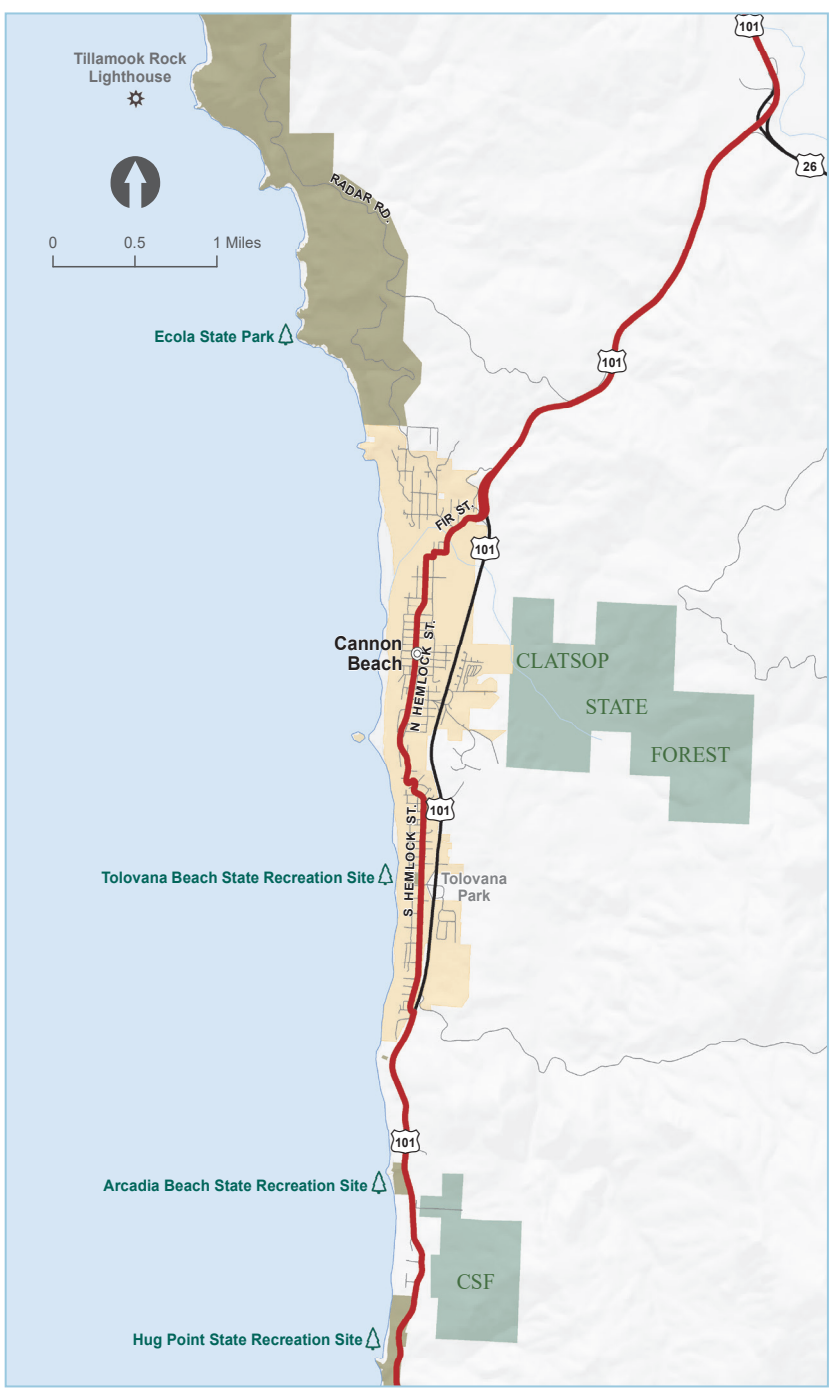 101
Tillamook Rock
Lighthouse
26
RADAR RD.
0 0.5 1 Miles
Ecola State Park
101
FIR ST.
101
Cannon
Beach
N HEMLOCK ST.
CLATSOP
STATE
FOREST
101
S HEMLOCK ST.
Tolovana Beach State Recreation Site
Tolovana
Park
101
Arcadia Beach State Recreation Site
CSF
Hug Point State Recreation Site